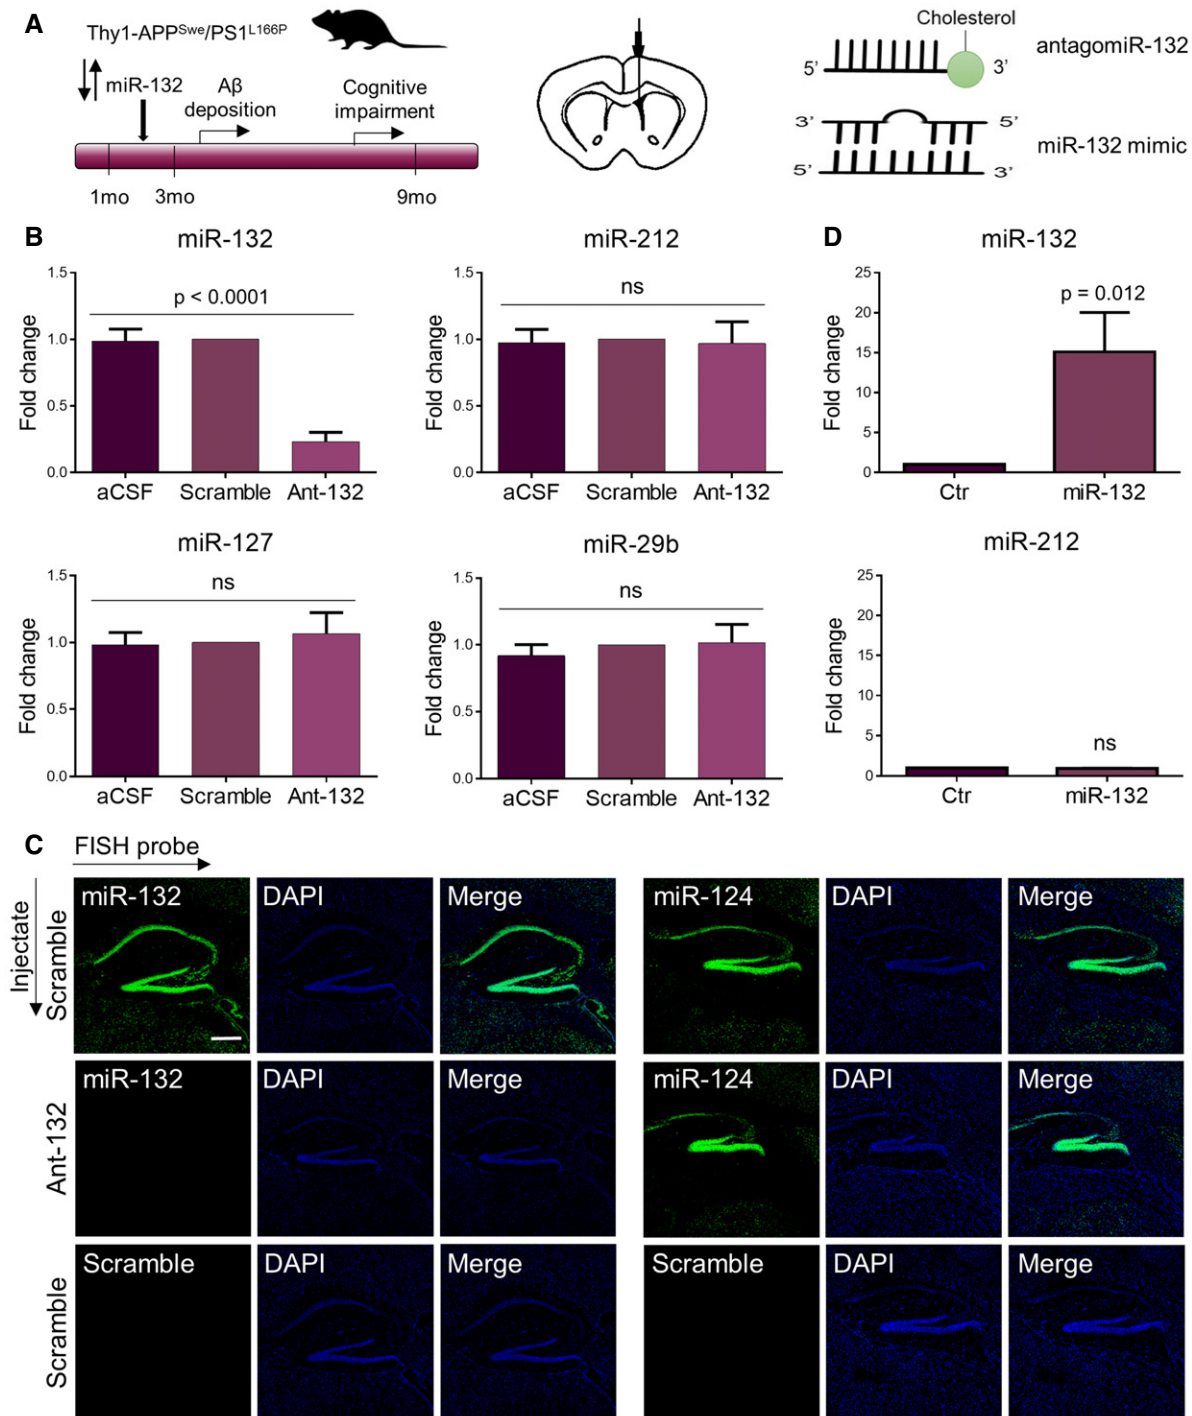 A
Thy1-APPSwe/PS1L166P
miR-132
Aβ
deposition
Cognitive
impairment
1mo
3mo
9mo
Cholesterol
5’
3’
antagomiR-132
3’
5’
miR-132 mimic
5’
3’
B
miR-132
Fold change
1.5
1.0
0.5
0.0
p < 0.0001
aCSF
Scramble
Ant-132
miR-212
Fold change
1.5
1.0
0.5
0.0
ns
aCSF
Scramble
Ant-132
D
miR-132
Fold change
25
20
15
10
5
0
p = 0.012
Ctr
miR-132
miR-127
Fold change
1.5
1.0
0.5
0.0
ns
aCSF
Scramble
Ant-132
miR-29b
Fold change
1.5
1.0
0.5
0.0
ns
aCSF
Scramble
Ant-132
miR-212
Fold change
25
20
15
10
5
0
ns
Ctr
miR-132
C
FISH probe
Injectate
Scramble
miR-132
DAPI
Merge
miR-124
DAPI
Merge
Ant-132
miR-132
DAPI
Merge
miR-124
DAPI
Merge
Scramble
Scramble
DAPI
Merge
Scramble
DAPI
Merge